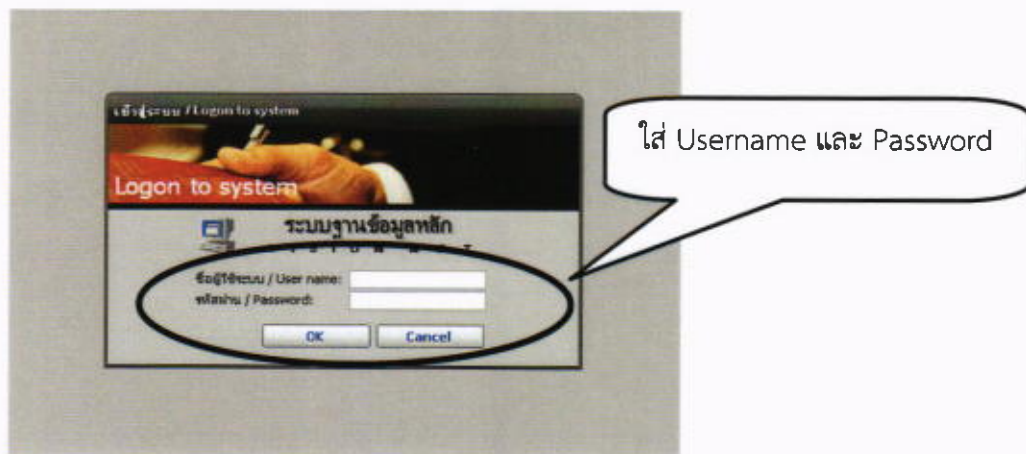 เข้าสู่ระบบ / Logon to system
Logon to system
ใส่ Username และ Password
ระบบฐานข้อมูลหลัก
ชื่อผู้ใช้ระบบ / User name:
รหัสผ่าน / Password:
OK Cancel